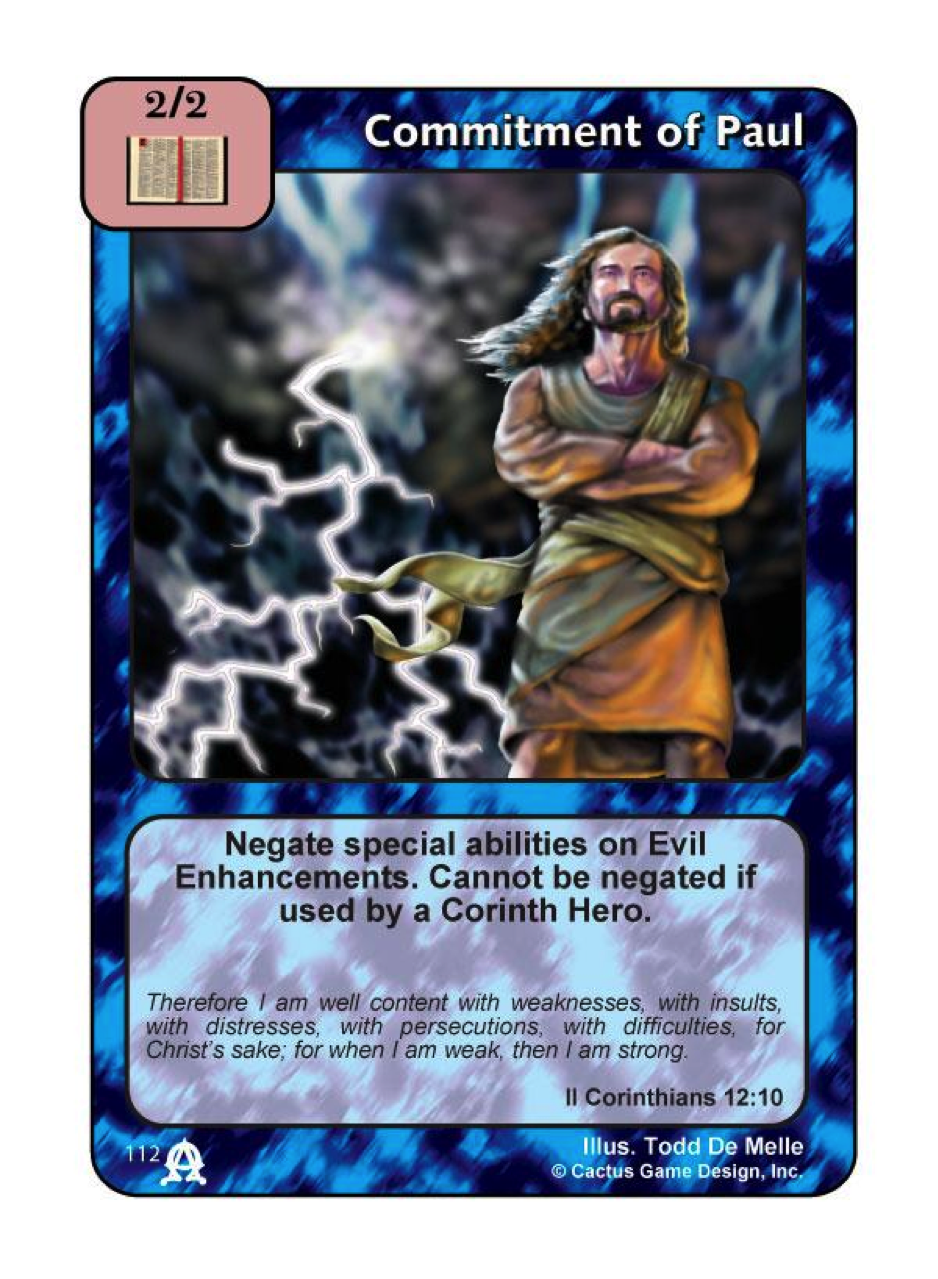 2/2
Commitment of Paul
Negate special abilities on Evil
Enhancements. Cannot be negated if
used by a Corinth Hero.
Therefore I am well content with weaknesses, with insults,
with distresses, with persecutions, with difficulties, for
Christ's sake; for when I am weak, then I am strong.
II Corinthians 12:10
112
Illus. Todd De Melle
© Cactus Game Design, Inc.